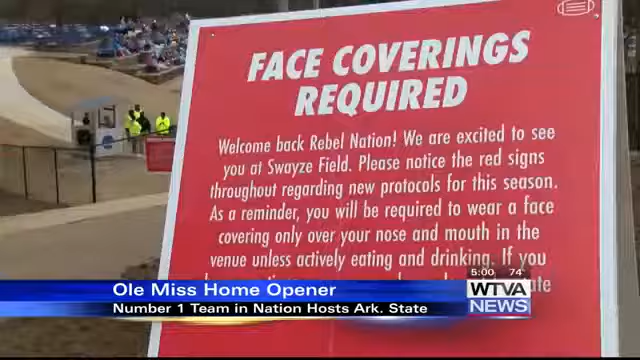 FACE COVERINGS
REQUIRED
Welcome back Rebel Nation! We are excited to see
you at Swayze Field. Please notice the red signs
throughout regarding new protocols for this season.
As a reminder, you will be required to wear a face
covering only over your nose and mouth in the
venue unless actively eating and drinking. If you
5:00 74°
Ole Miss Home Opener
WTVA
Number 1 Team in Nation Hosts Ark. State
NEWS